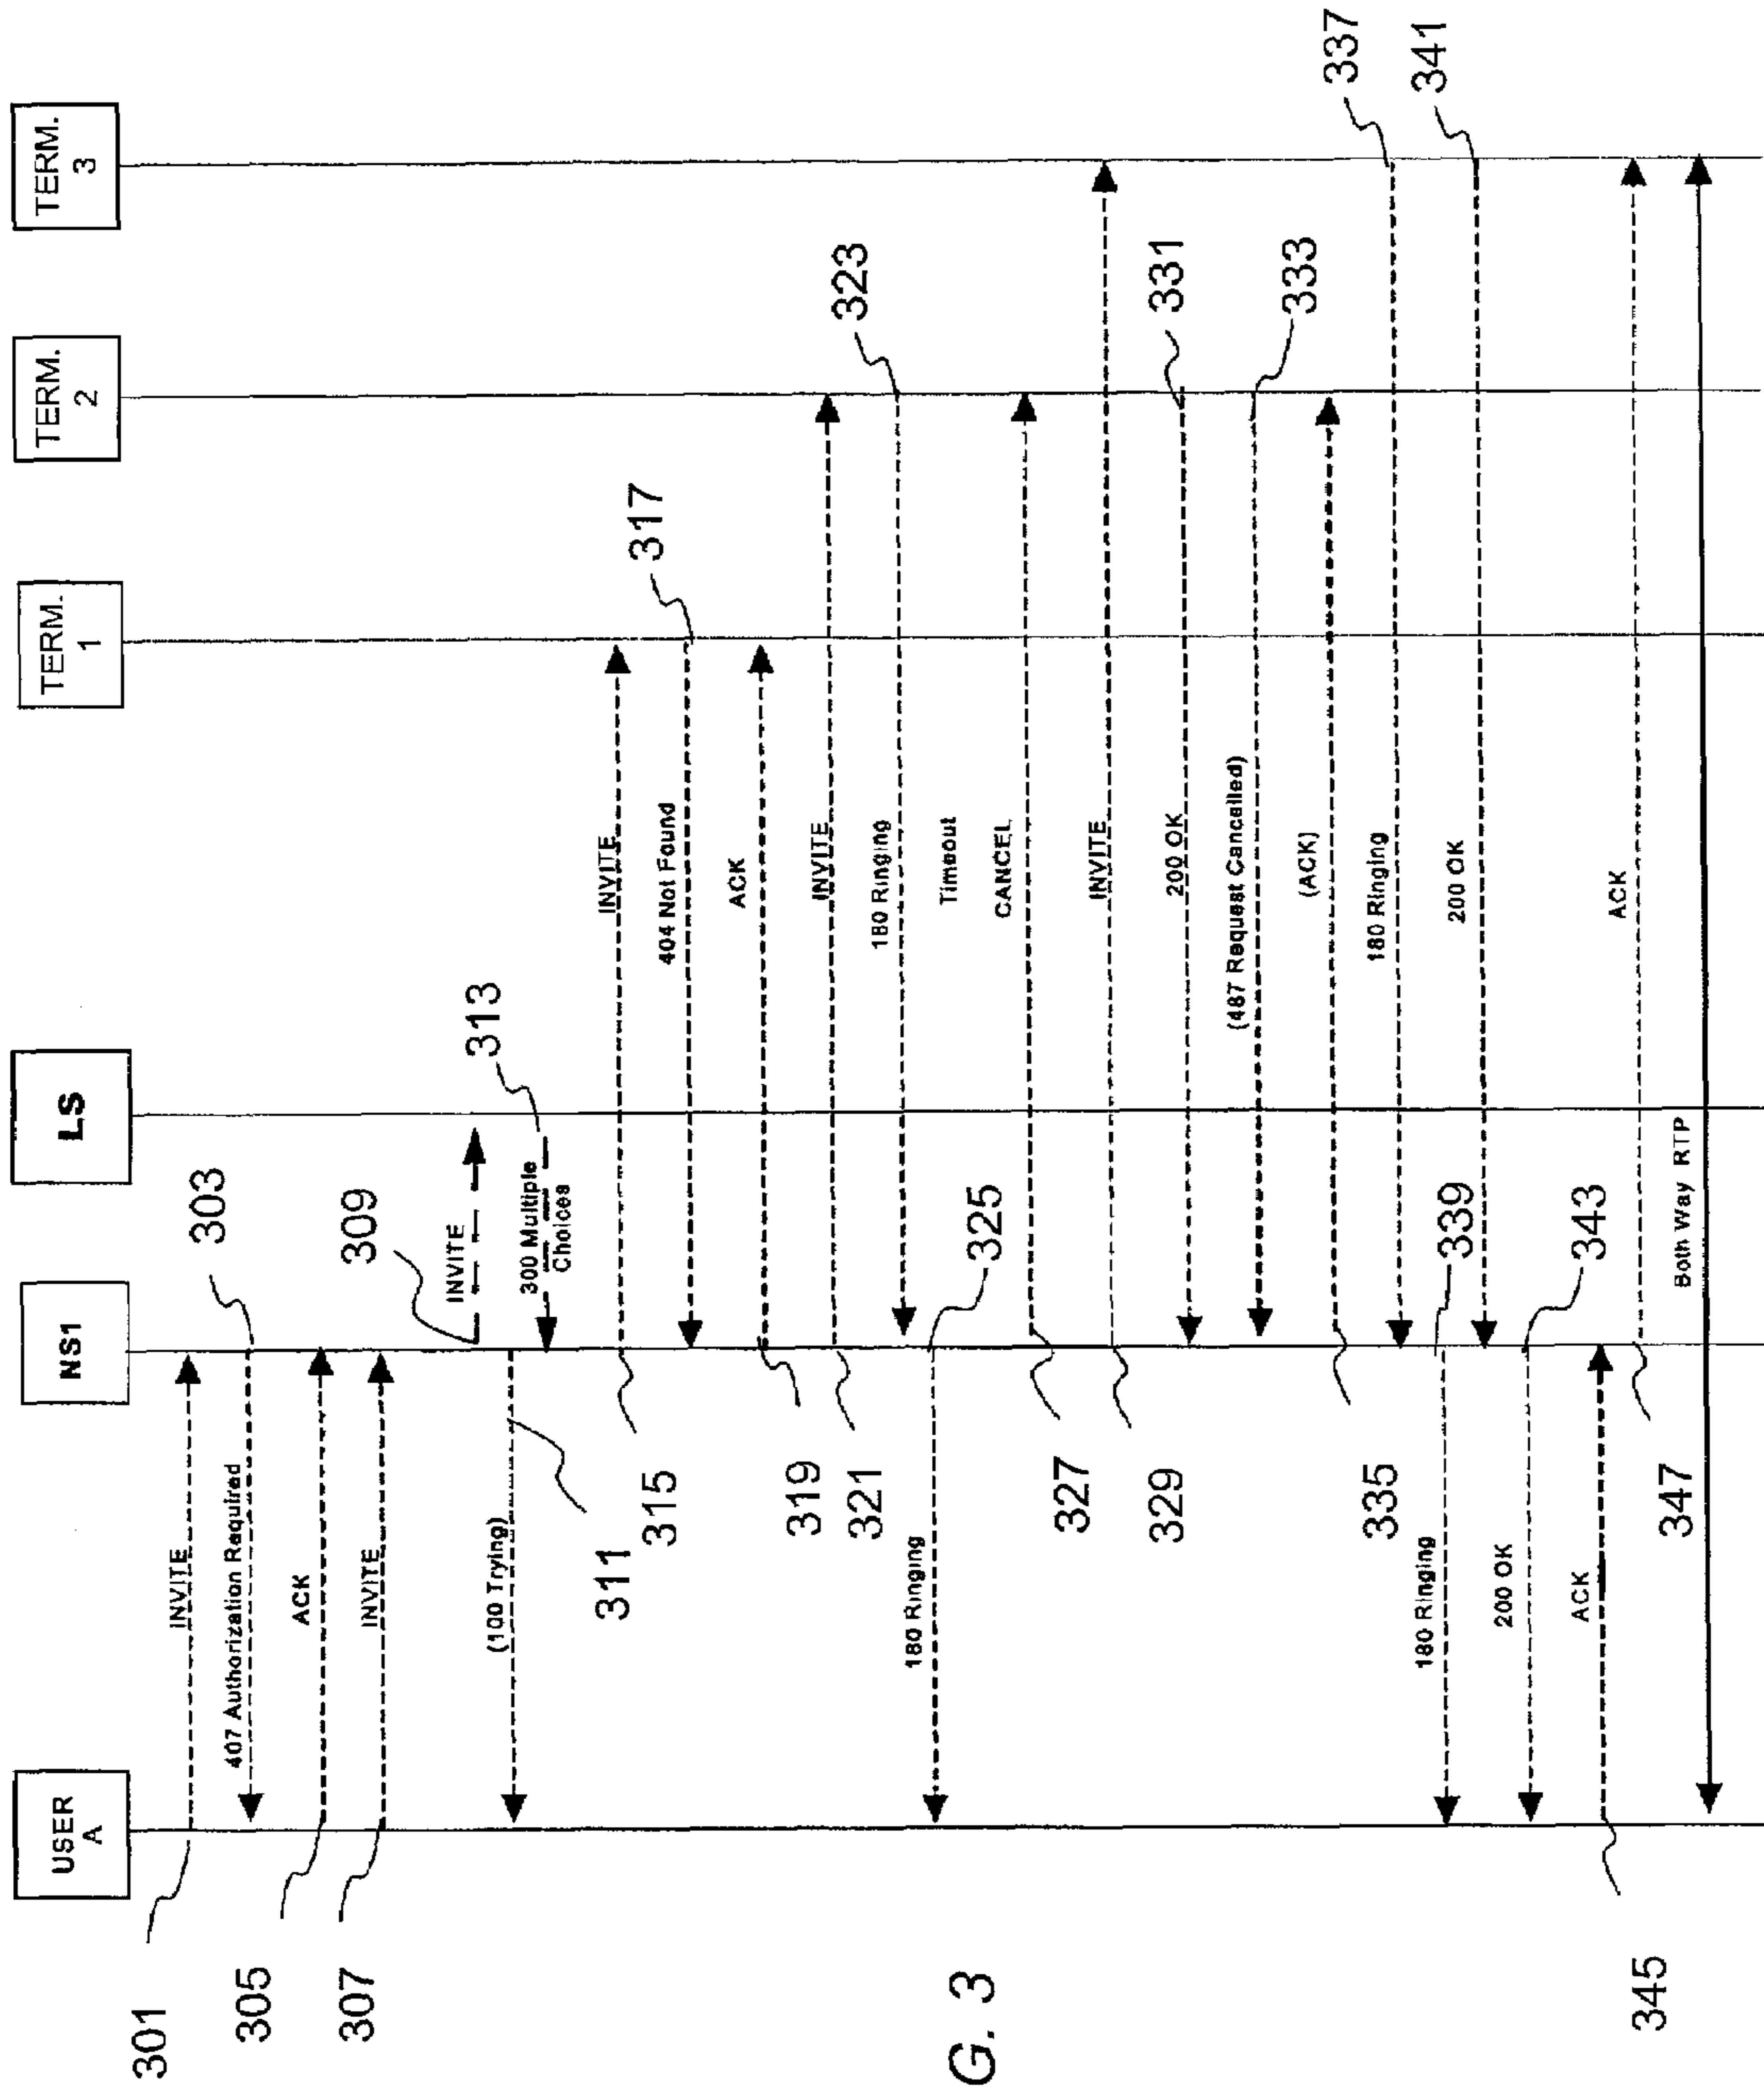 USER
A
NS1
LS
TERM.
1
TERM.
2
TERM.
3
301
INVITE
303
407 Authorization Required
305
ACK
307
INVITE
309
INVITE
311
(100 Trying)
313
300 Multiple
Choices
315
INVITE
317
404 Not Found
319
ACK
321
INVITE
323
180 Ringing
325
180 Ringing
Timeout
327
CANCEL
329
INVITE
331
200 OK
333
(487 Request Cancelled)
335
(ACK)
337
180 Ringing
339
180 Ringing
341
200 OK
343
200 OK
345
ACK
347
ACK
Both Way RTP
G. 3